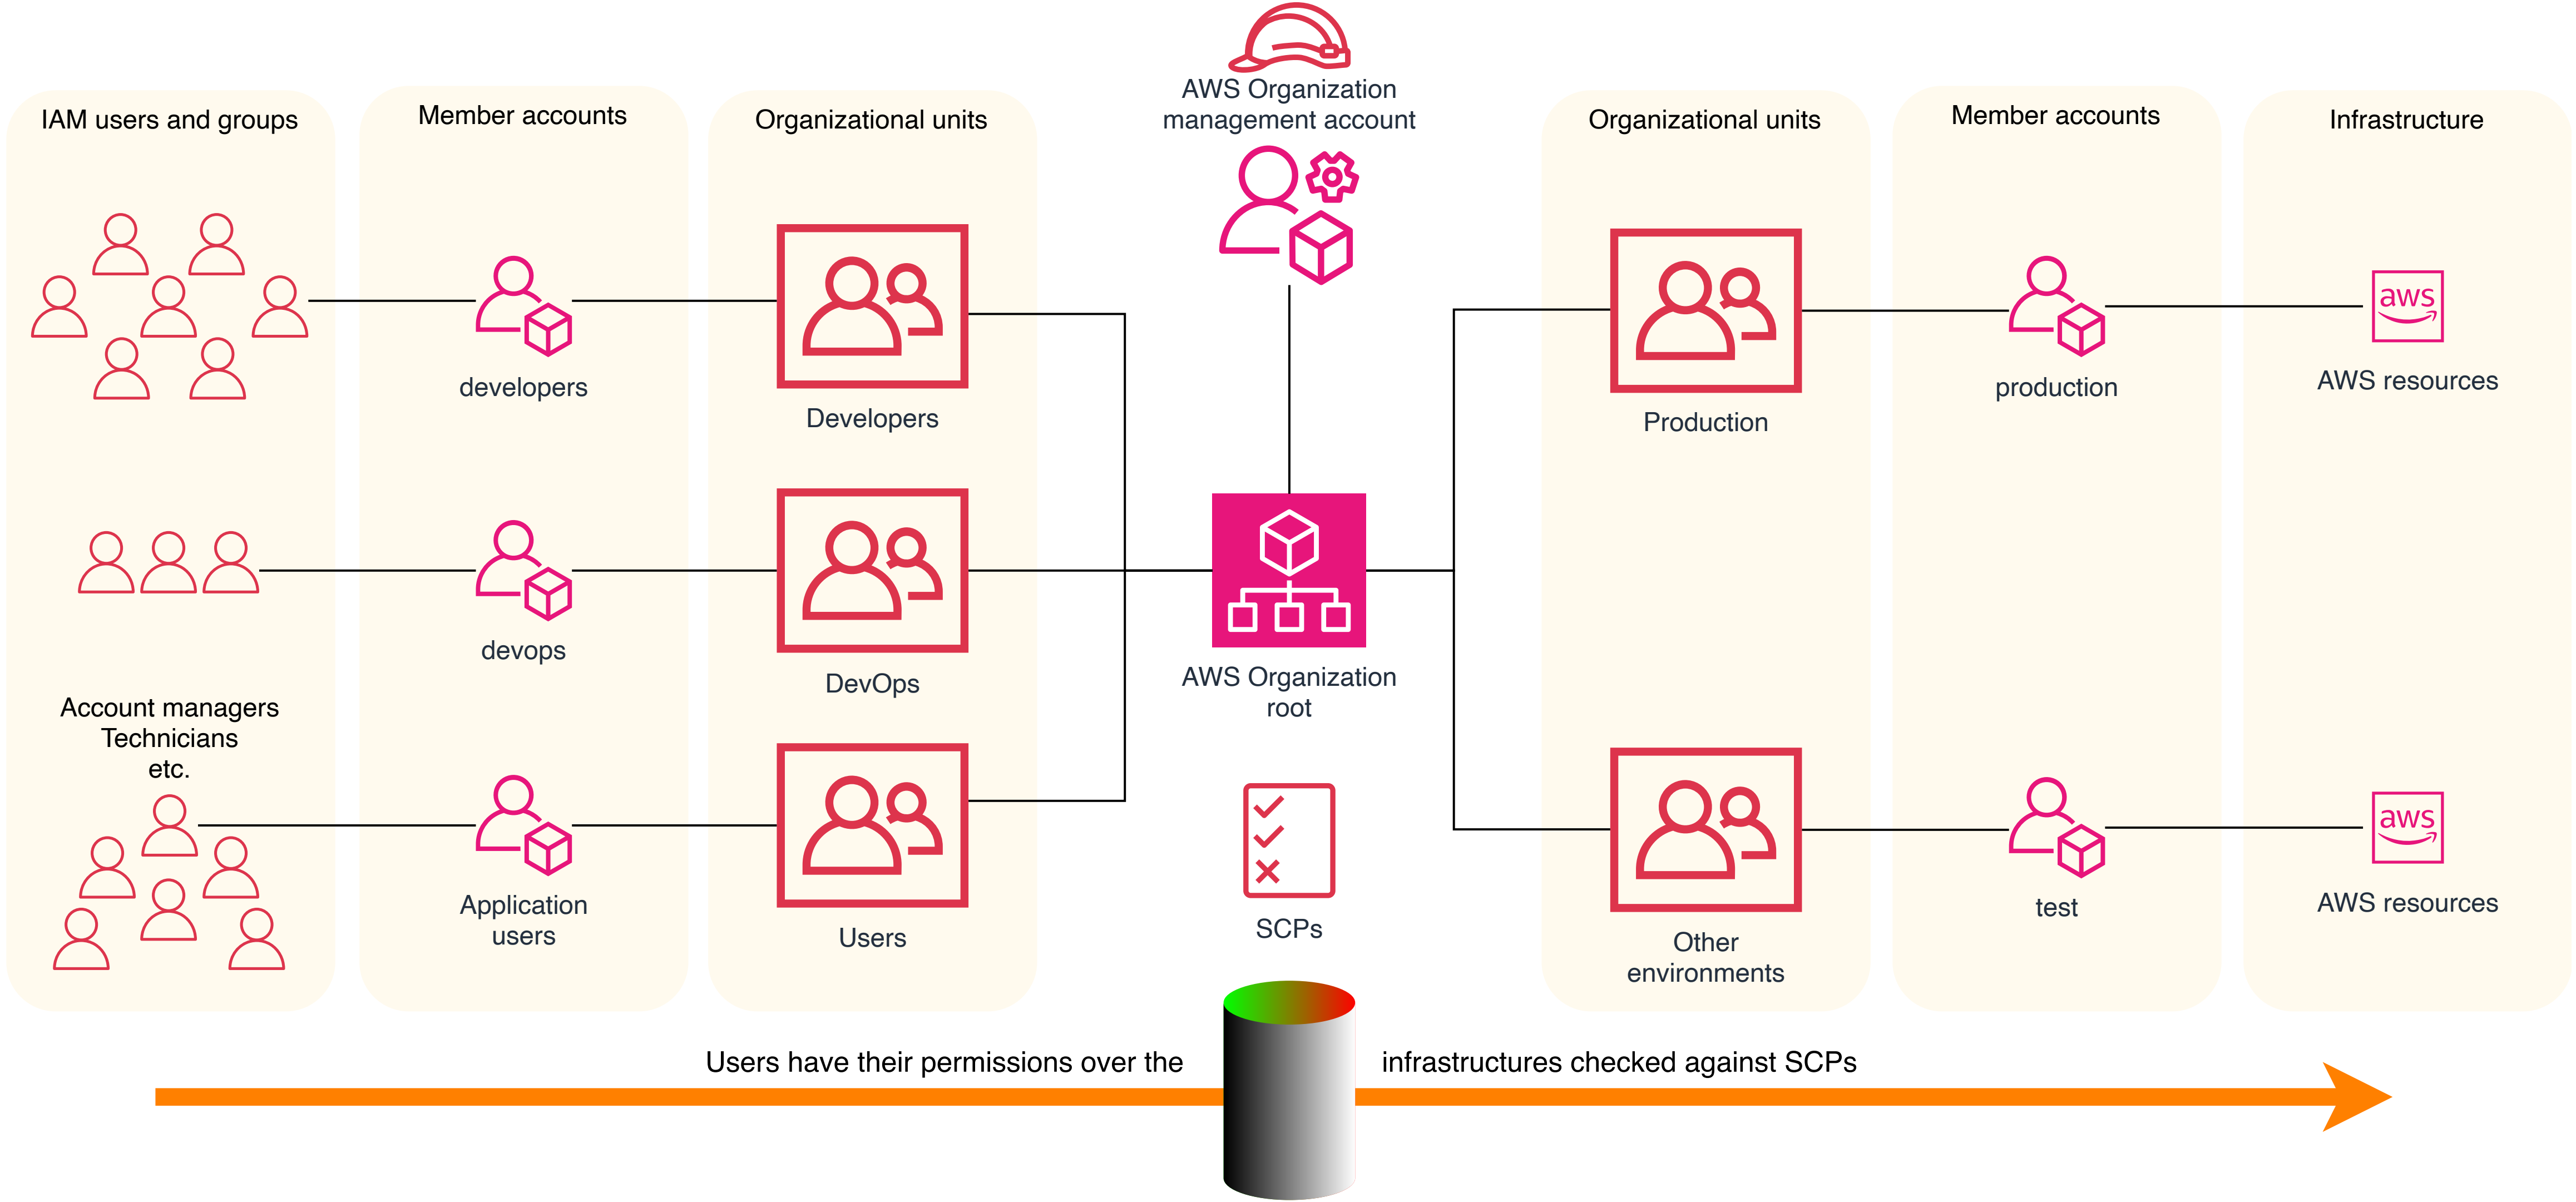 IAM users and groups
Member accounts
Organizational units
AWS Organization
management account
Organizational units
Member accounts
Infrastructure
developers
Developers
Production
production
aws
AWS resources
devops
DevOps
AWS Organization
root
Account managers
Technicians
etc.
Application
users
Users
SCPs
Other
environments
test
aws
AWS resources
Users have their permissions over the
infrastructures checked against SCPs